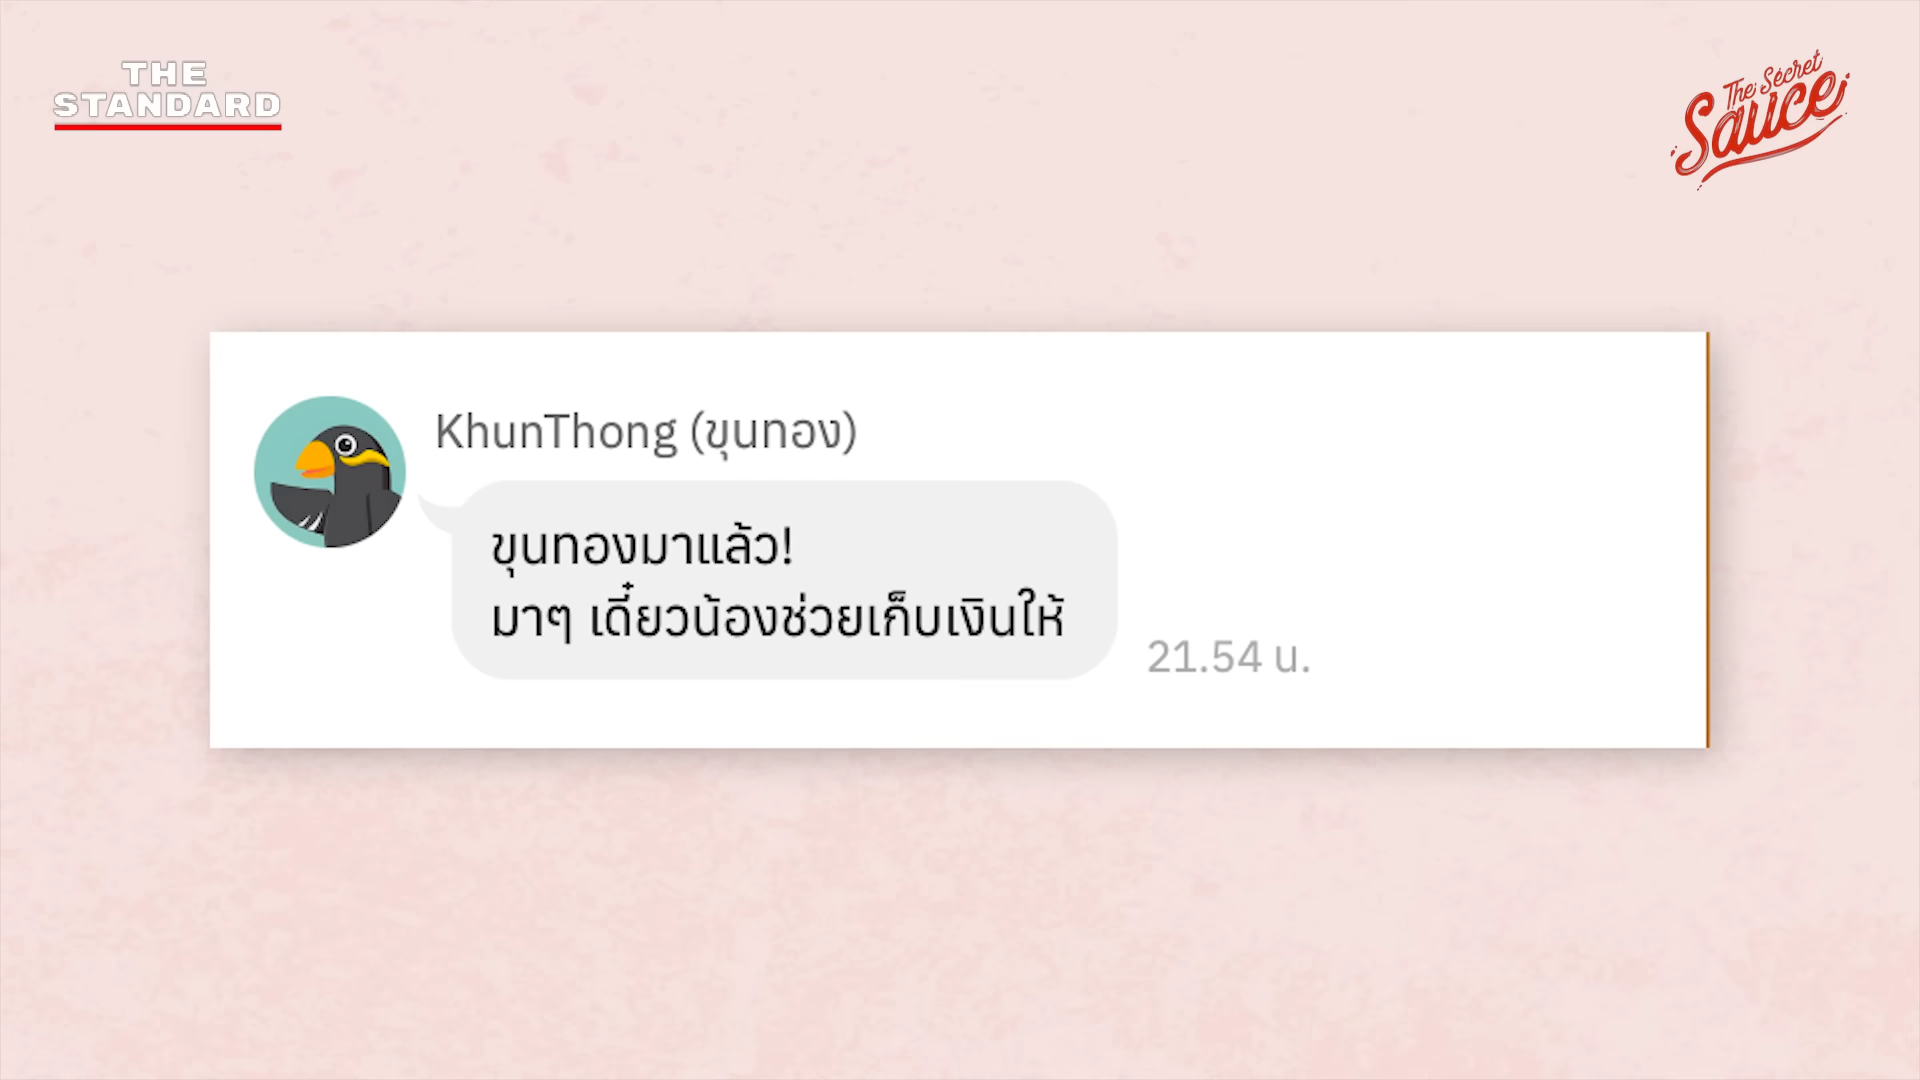 THE
STANDARD
The Secret
Sauce
KhunThong (ขุนทอง)
ขุนทองมาแล้ว!
มาๆ เดี๋ยวน้องช่วยเก็บเงินให้
21.54 น.